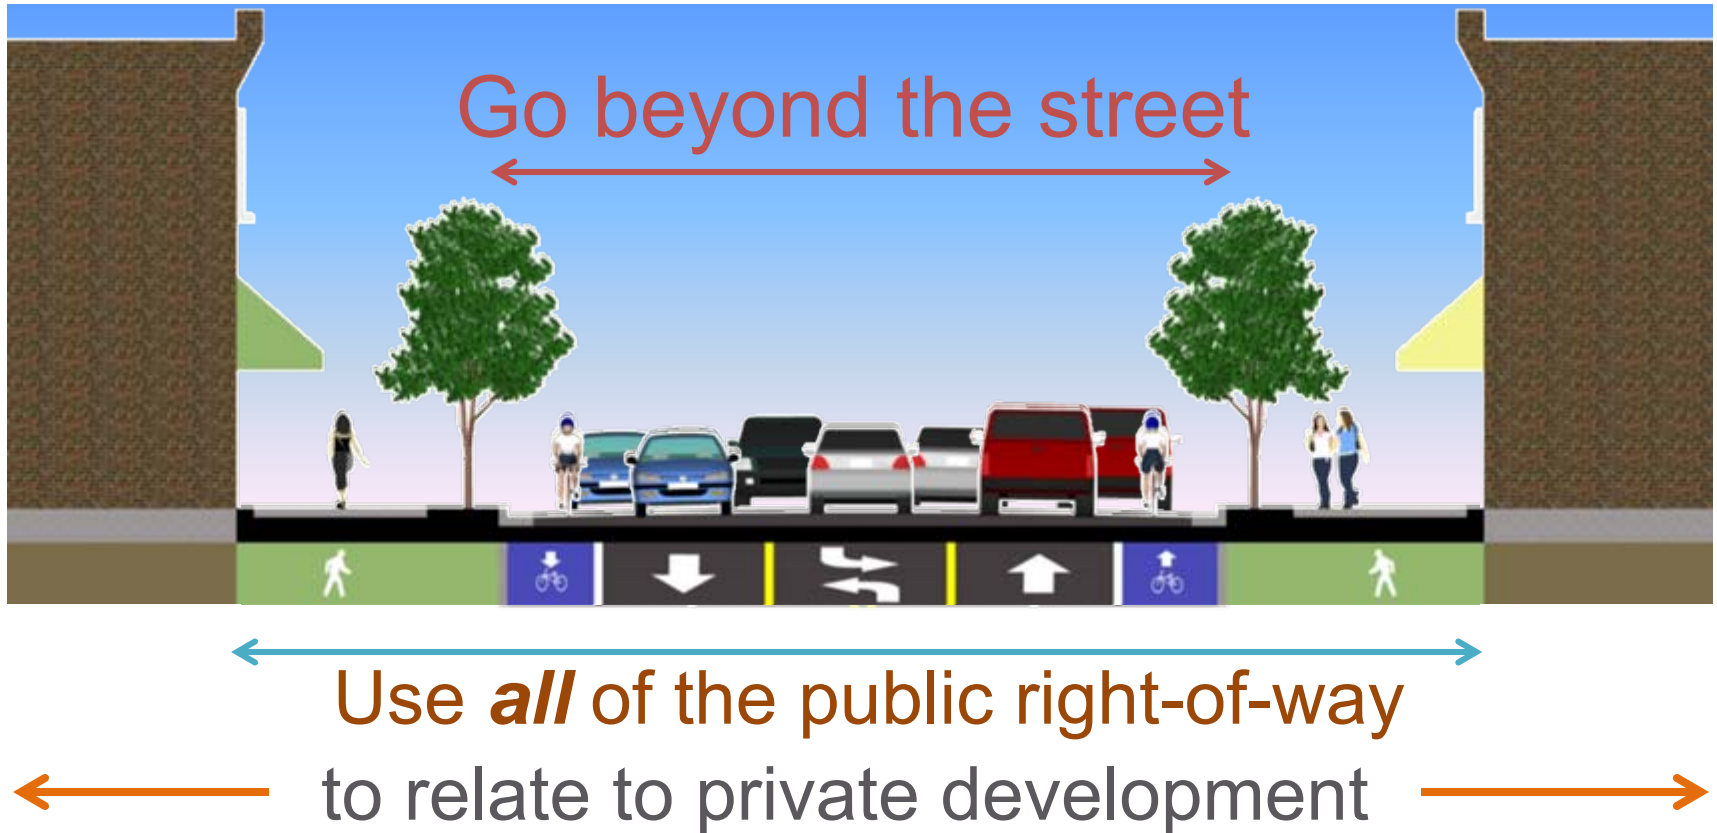 Go beyond the street
Use all of the public right-of-way
to relate to private development